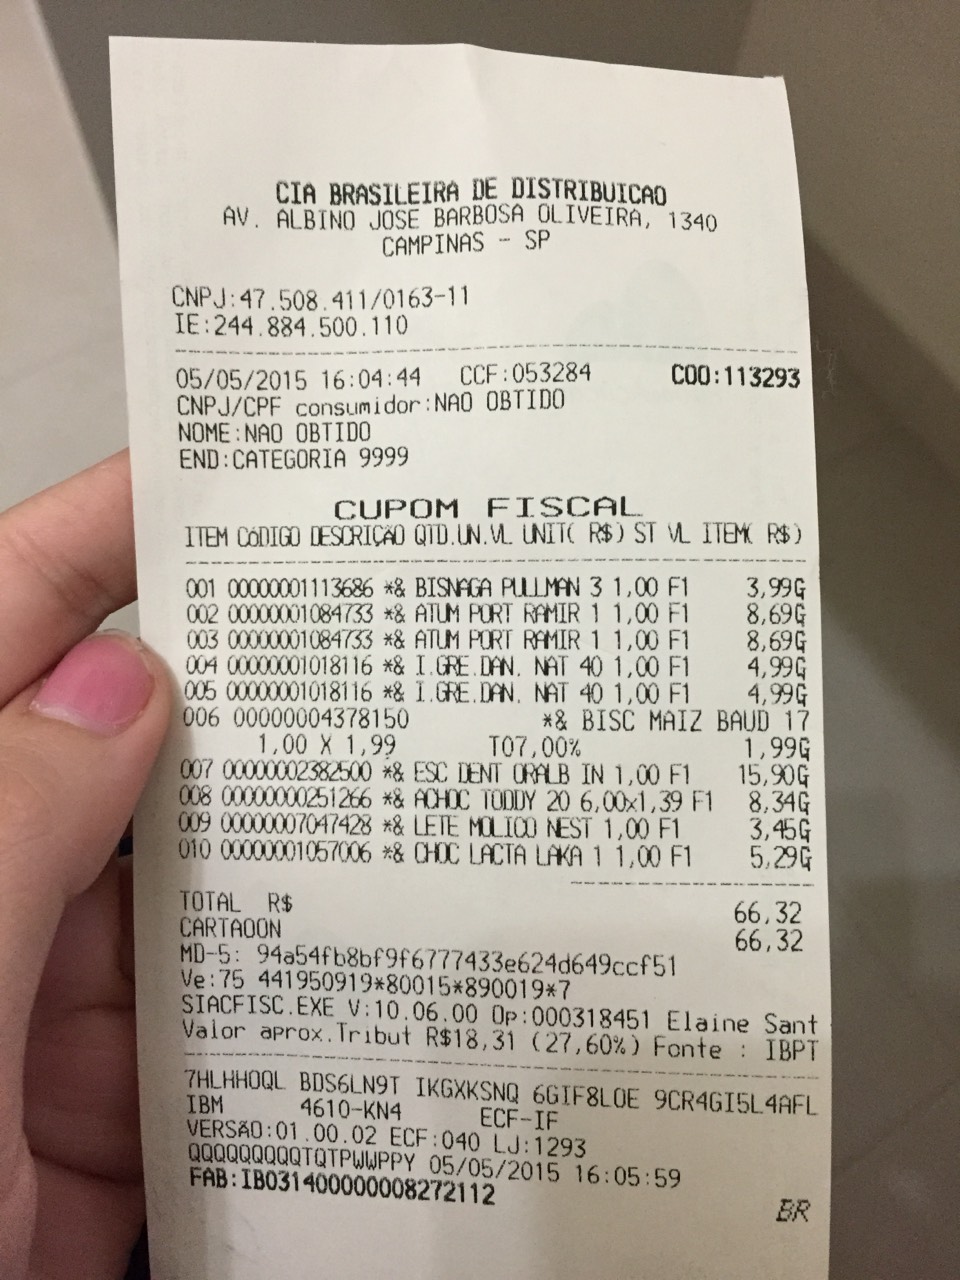 CIA BRASILEIRA DE DISTRIBUICAO
AV. ALBINO JOSE BARBOSA OLIVEIRA, 1340
CAMPINAS - SP
CNPJ:47.508.411/0163-11
IE:244.884.500.110
05/05/2015 16:04:44 CCF:053284 COO:113293
CNPJ/CPF consumidor:NAO OBTIDO
NOME:NAO OBTIDO
END:CATEGORIA 9999
CUPOM FISCAL
ITEM CÓDIGO DESCRIÇÃO QTD.UN.VL UNIT( R$) ST VL ITEM( R$)
001 00000001113686 *& BISNAGA PULLMAN 3 1,00 F1 3,99G
002 00000001084733 *& ATUM PORT RAMIR 1 1,00 F1 8,69G
003 00000001084733 *& ATUM PORT RAMIR 1 1,00 F1 8,69G
004 00000001018116 *& I.GRE.DAN. NAT 40 1,00 F1 4,99G
005 00000001018116 *& I.GRE.DAN. NAT 40 1,00 F1 4,99G
006 00000004378150 *& BISC MAIZ BAUD 17
1,00 X 1,99 T07,00% 1,99G
007 00000002382500 *& ESC DENT ORALB IN 1,00 F1 15,90G
008 00000000251266 *& ACHOC TODDY 20 6,00x1,39 F1 8,34G
009 00000007047428 *& LETE MOLICO NEST 1,00 F1 3,45G
010 00000001057006 *& CHOC LACTA LAKA 1 1,00 F1 5,29G
TOTAL R$ 66,32
CARTAOON 66,32
MD-5: 94a54fb8bf9f6777433e624d649ccf51
Ve:75 441950919*80015*890019*7
SIACFISC.EXE V:10.06.00 Op:000318451 Elaine Sant
Valor aprox.Tribut R$18,31 (27,60%) Fonte : IBPT
7HLHHOQL BDS6LN9T IKGXKSNQ 6GIF8LOE 9CR4GI5L4AFL
IBM 4610-KN4 ECF-IF
VERSÃO:01.00.02 ECF:040 LJ:1293
QQQQQQQQQTQTPWWPPY 05/05/2015 16:05:59
FAB:IB031400000008272112
BR